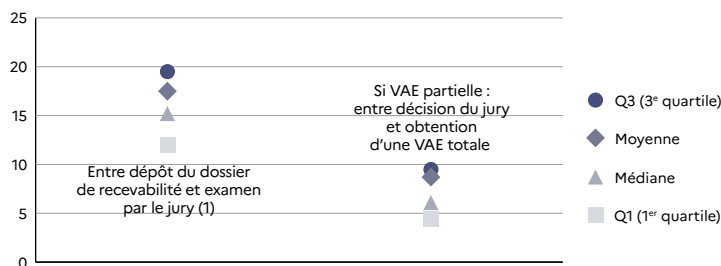 25
20
15
10
5
0
Entre dépôt du dossier
de recevabilité et examen
par le jury (1)
Si VAE partielle :
entre décision du jury
et obtention
d'une VAE totale
Q3 (3e quartile)
Moyenne
Médiane
Q1 (1er quartile)